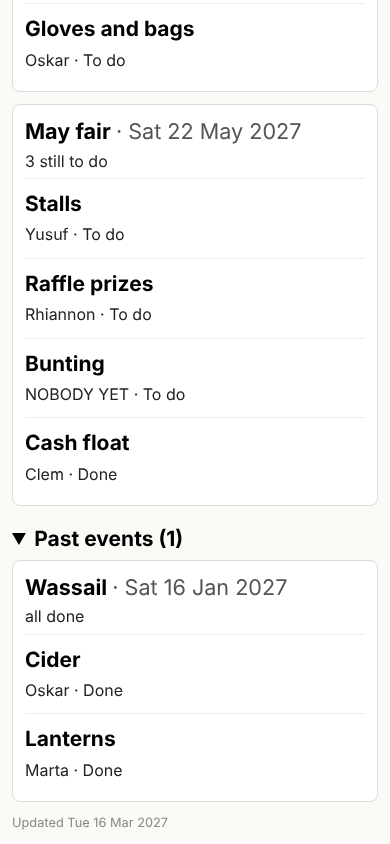 Gloves and bags
Oskar · To do
May fair · Sat 22 May 2027
3 still to do
Stalls
Yusuf · To do
Raffle prizes
Rhiannon · To do
Bunting
NOBODY YET · To do
Cash float
Clem · Done
▼ Past events (1)
Wassail · Sat 16 Jan 2027
all done
Cider
Oskar · Done
Lanterns
Marta · Done
Updated Tue 16 Mar 2027